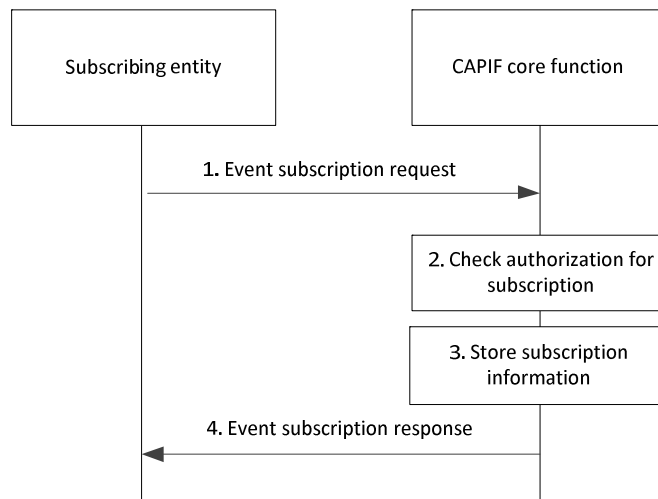 Subscribing entity
CAPIF core function
1. Event subscription request
2. Check authorization for
subscription
3. Store subscription
information
4. Event subscription response